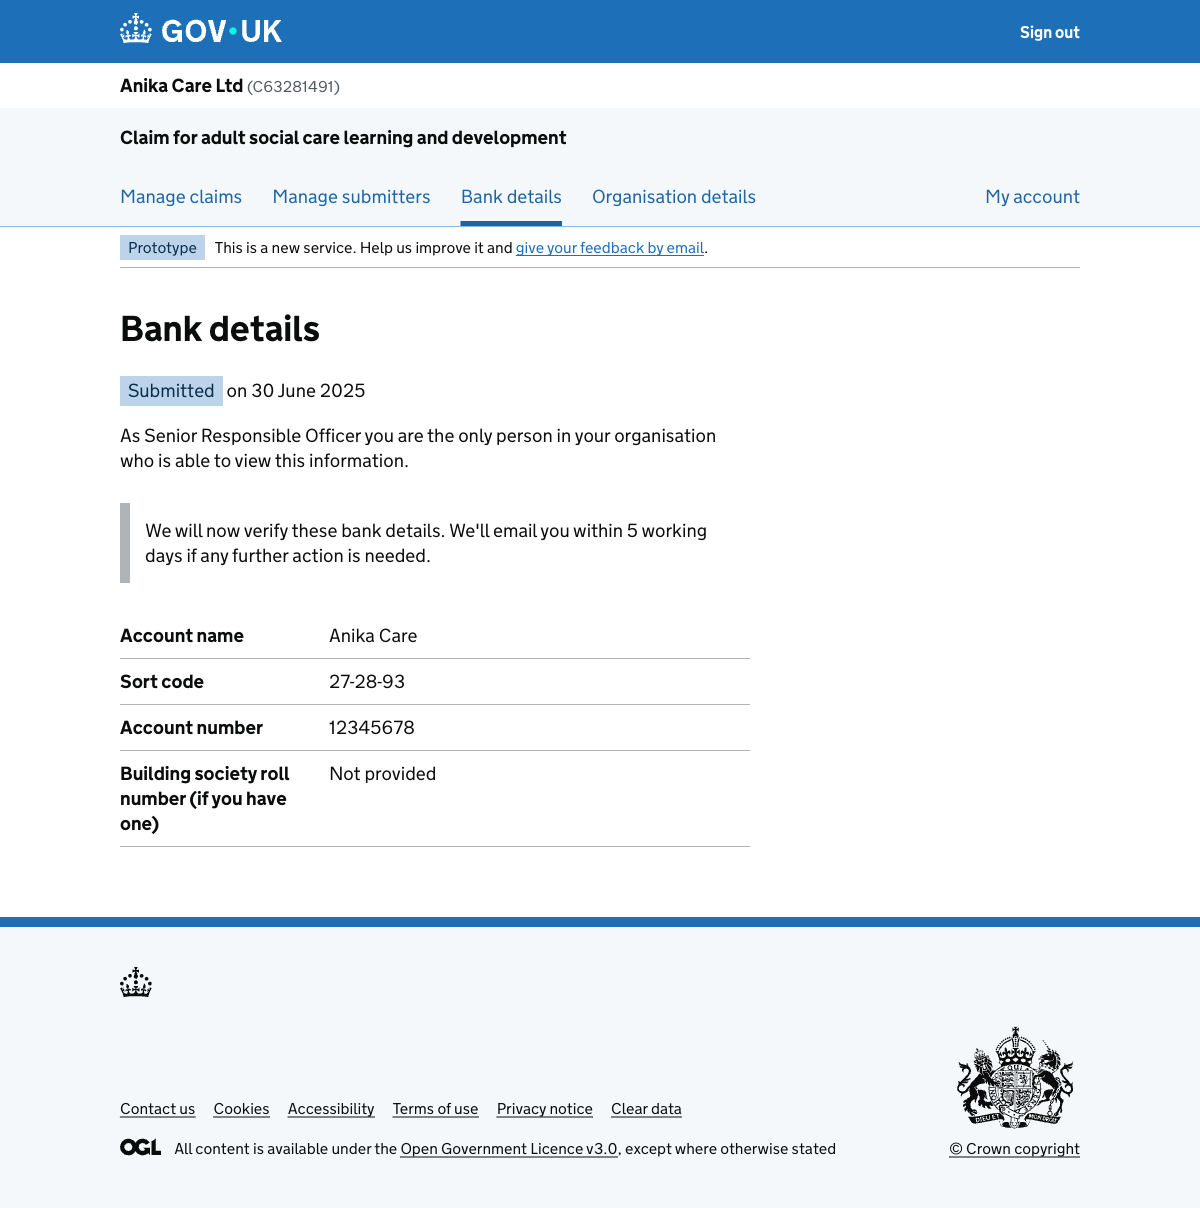 GOV·UK
Sign out
Anika Care Ltd (C63281491)
Claim for adult social care learning and development
Manage claims Manage submitters Bank details Organisation details My account
Prototype This is a new service. Help us improve it and give your feedback by email.
Bank details
Submitted on 30 June 2025
As Senior Responsible Officer you are the only person in your organisation
who is able to view this information.
We will now verify these bank details. We'll email you within 5 working
days if any further action is needed.
Account name Anika Care
Sort code 27-28-93
Account number 12345678
Building society roll Not provided
number (if you have
one)
Contact us Cookies Accessibility Terms of use Privacy notice Clear data
OGL All content is available under the Open Government Licence v3.0, except where otherwise stated
© Crown copyright